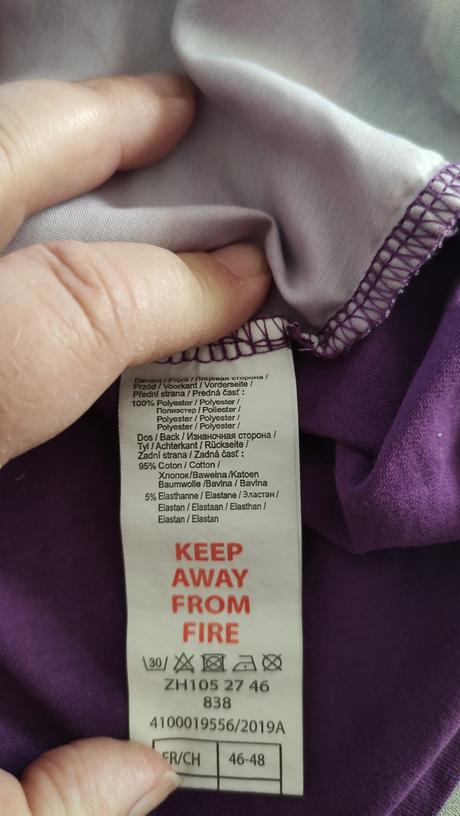 Devant / Front / Лицевая сторона /
Przód / Voorkant / Vorderseite /
Přední strana / Predná časť :
100% Polyester / Polyester /
Полиэстер / Poliester /
Polyester / Polyester /
Polyester / Polyester
Dos / Back / Изнаночная сторона /
Tył / Achterkant / Rückseite /
Zadní strana / Zadná časť :
95% Coton / Cotton /
Хлопок/Bawełna /Katoen
Baumwolle /Bavlna / Bavlna
5% Elasthanne / Elastane / Эластан /
Elastan / Elastaan / Elasthan /
Elastan / Elastan
KEEP
AWAY
FROM
FIRE
30
ZH105 27 46
838
4100019556/2019A
FR/CH 46-48